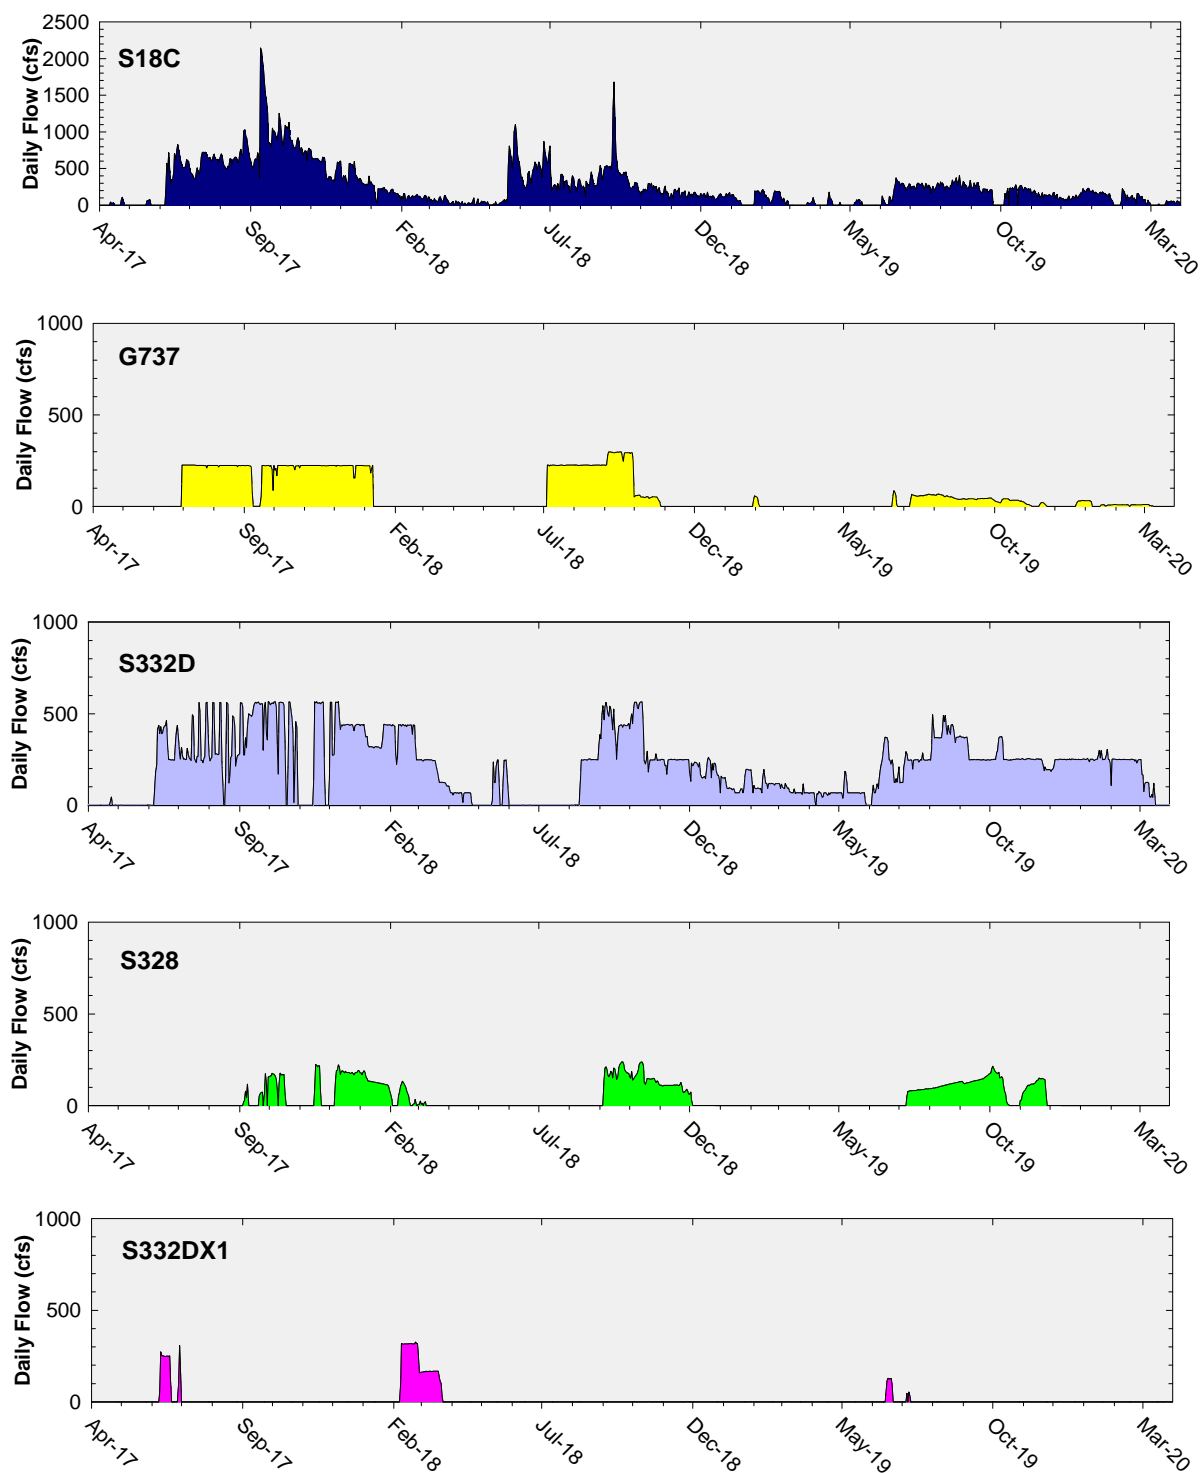 2500
2000
1500
1000
500
0
Daily Flow (cfs)
S18C
Apr-17
Sep-17
Feb-18
Jul-18
Dec-18
May-19
Oct-19
Mar-20
1000
500
0
Daily Flow (cfs)
G737
Apr-17
Sep-17
Feb-18
Jul-18
Dec-18
May-19
Oct-19
Mar-20
1000
500
0
Daily Flow (cfs)
S332D
Apr-17
Sep-17
Feb-18
Jul-18
Dec-18
May-19
Oct-19
Mar-20
1000
500
0
Daily Flow (cfs)
S328
Apr-17
Sep-17
Feb-18
Jul-18
Dec-18
May-19
Oct-19
Mar-20
1000
500
0
Daily Flow (cfs)
S332DX1
Apr-17
Sep-17
Feb-18
Jul-18
Dec-18
May-19
Oct-19
Mar-20